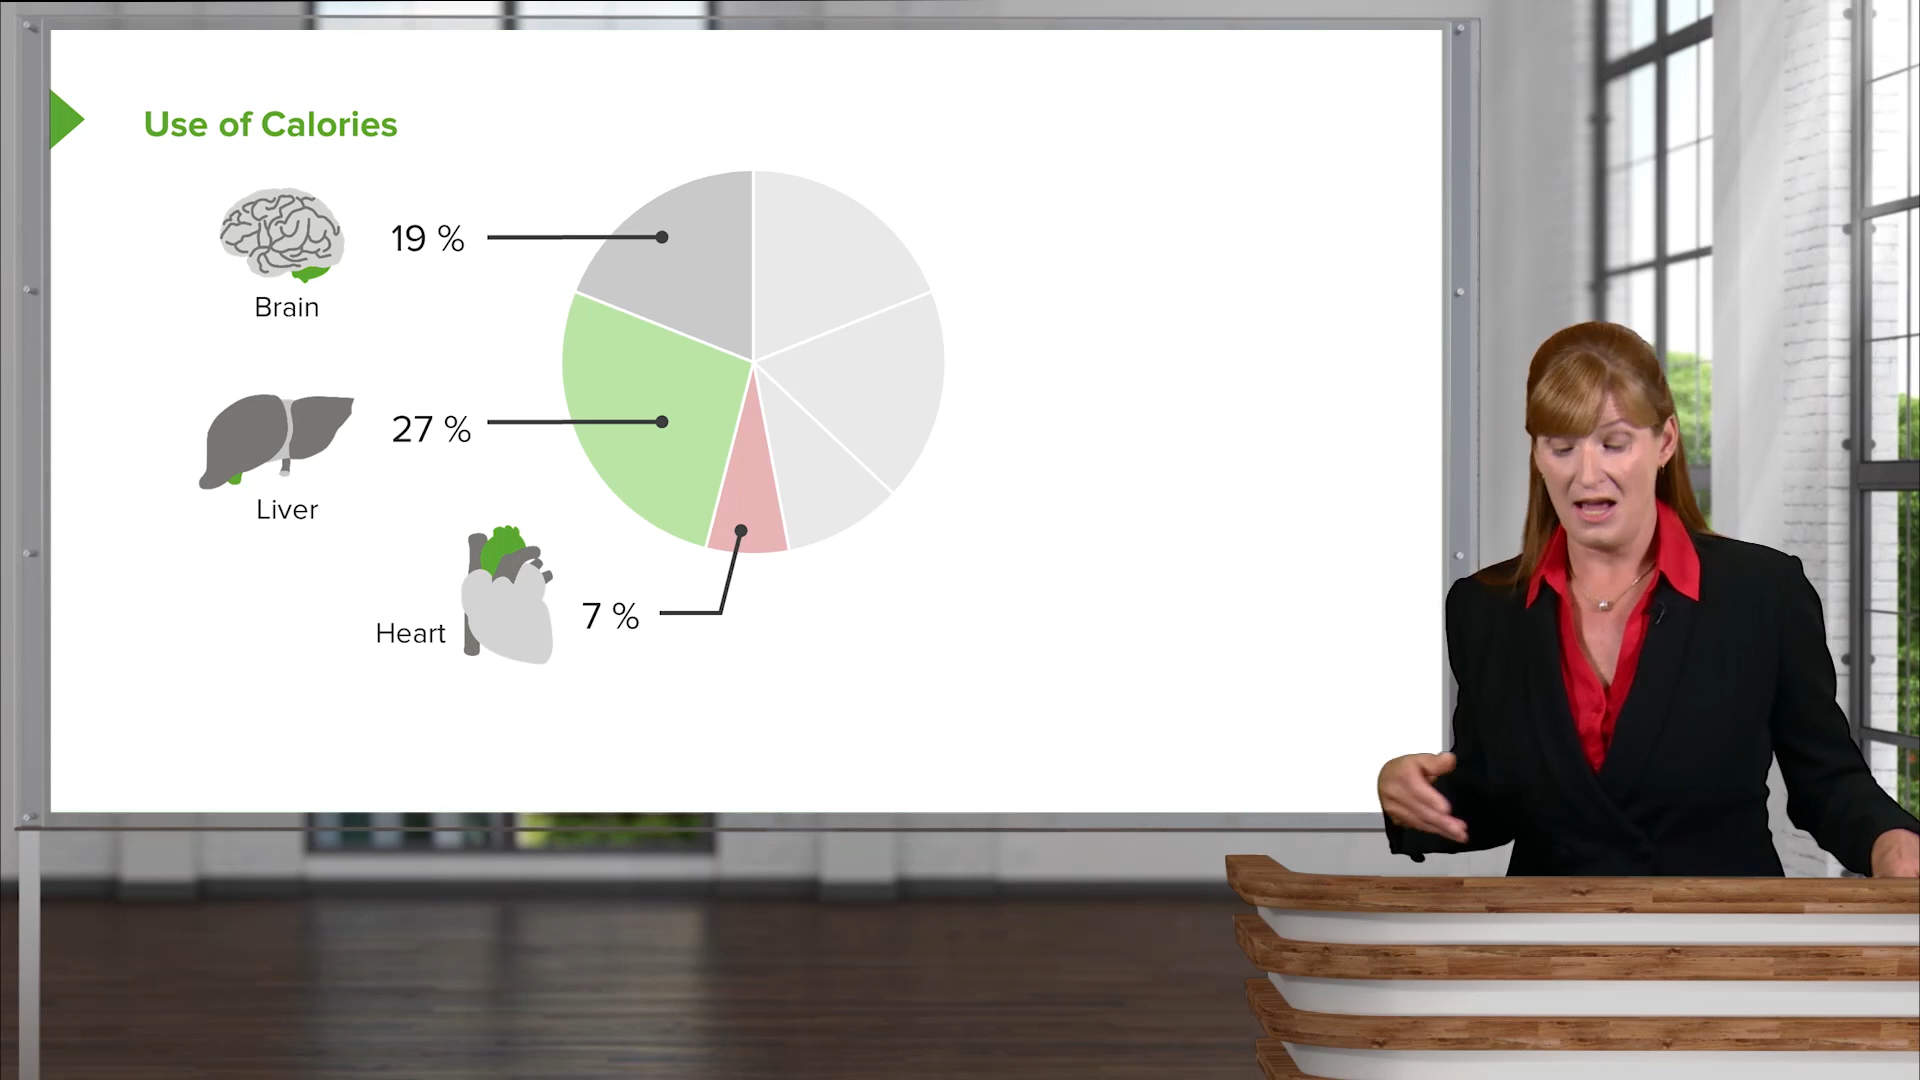 Use of Calories
19 %
Brain
27 %
Liver
7 %
Heart